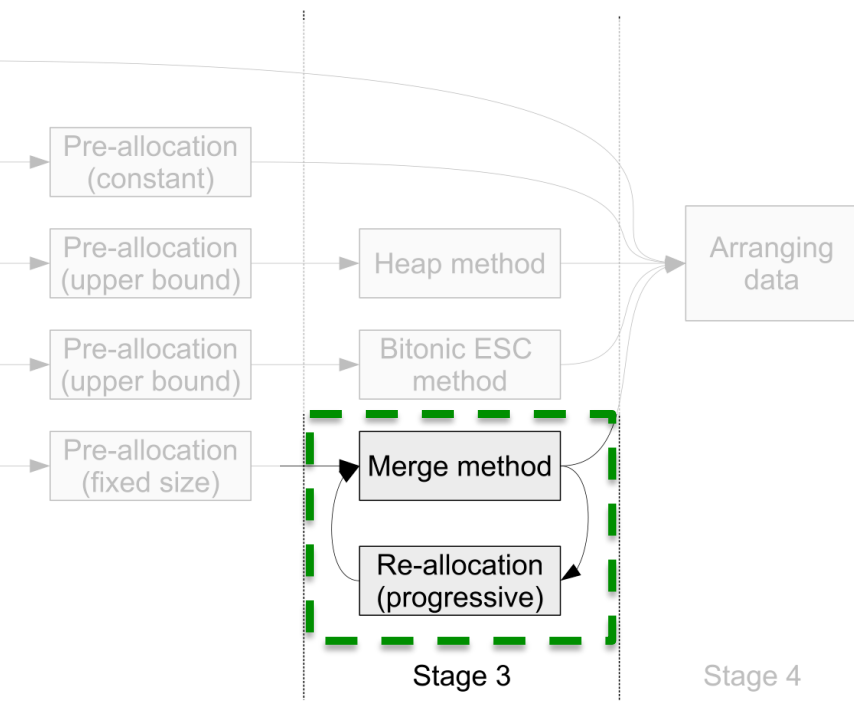 Pre-allocation
(constant)
Pre-allocation
(upper bound)
Heap method
Arranging
data
Pre-allocation
(upper bound)
Bitonic ESC
method
Pre-allocation
(fixed size)
Merge method
Re-allocation
(progressive)
Stage 3
Stage 4